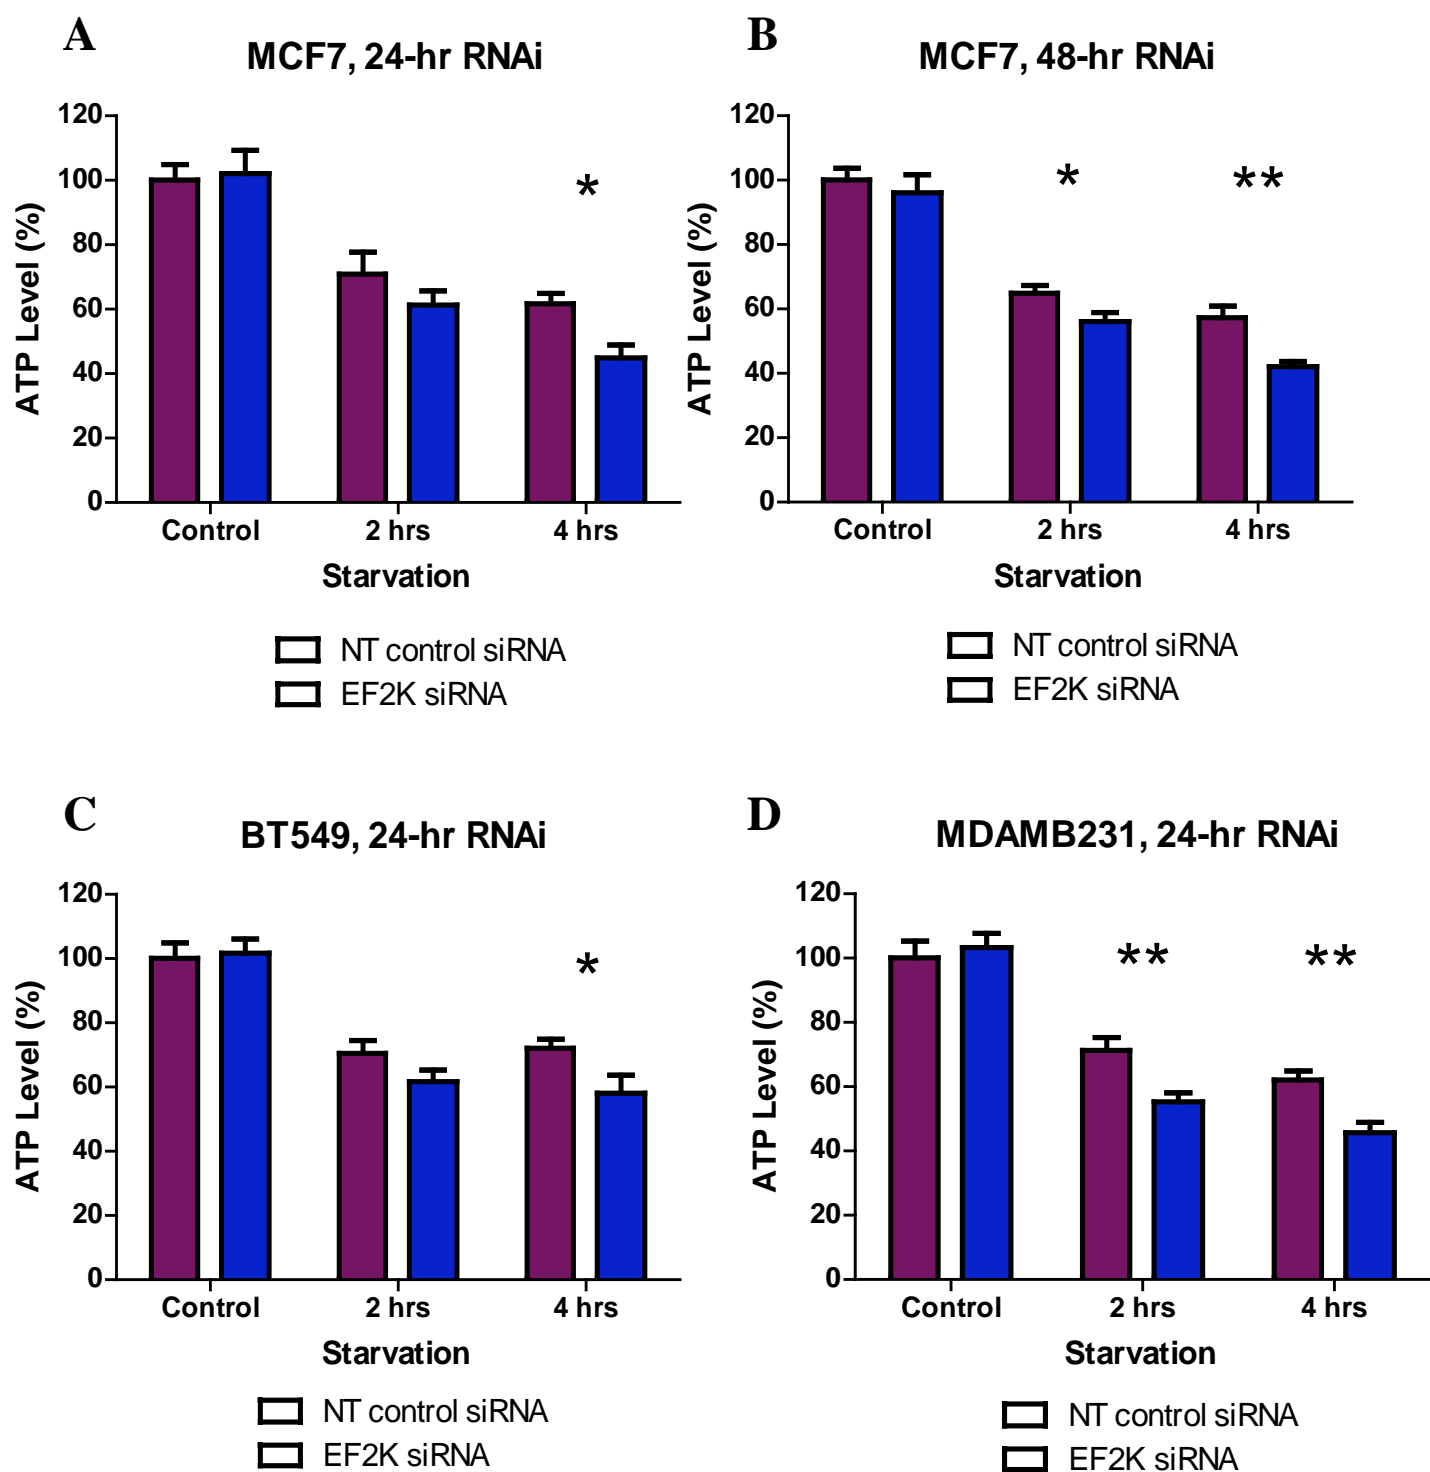 A
MCF7, 24-hr RNAi
120
100
80
60
40
20
0
ATP Level (%)
*
Control 2 hrs 4 hrs
Starvation
NT control siRNA
EF2K siRNA
B
MCF7, 48-hr RNAi
120
100
80
60
40
20
0
ATP Level (%)
* **
Control 2 hrs 4 hrs
Starvation
NT control siRNA
EF2K siRNA
C
BT549, 24-hr RNAi
120
100
80
60
40
20
0
ATP Level (%)
*
Control 2 hrs 4 hrs
Starvation
NT control siRNA
EF2K siRNA
D
MDAMB231, 24-hr RNAi
120
100
80
60
40
20
0
ATP Level (%)
** **
Control 2 hrs 4 hrs
Starvation
NT control siRNA
EF2K siRNA